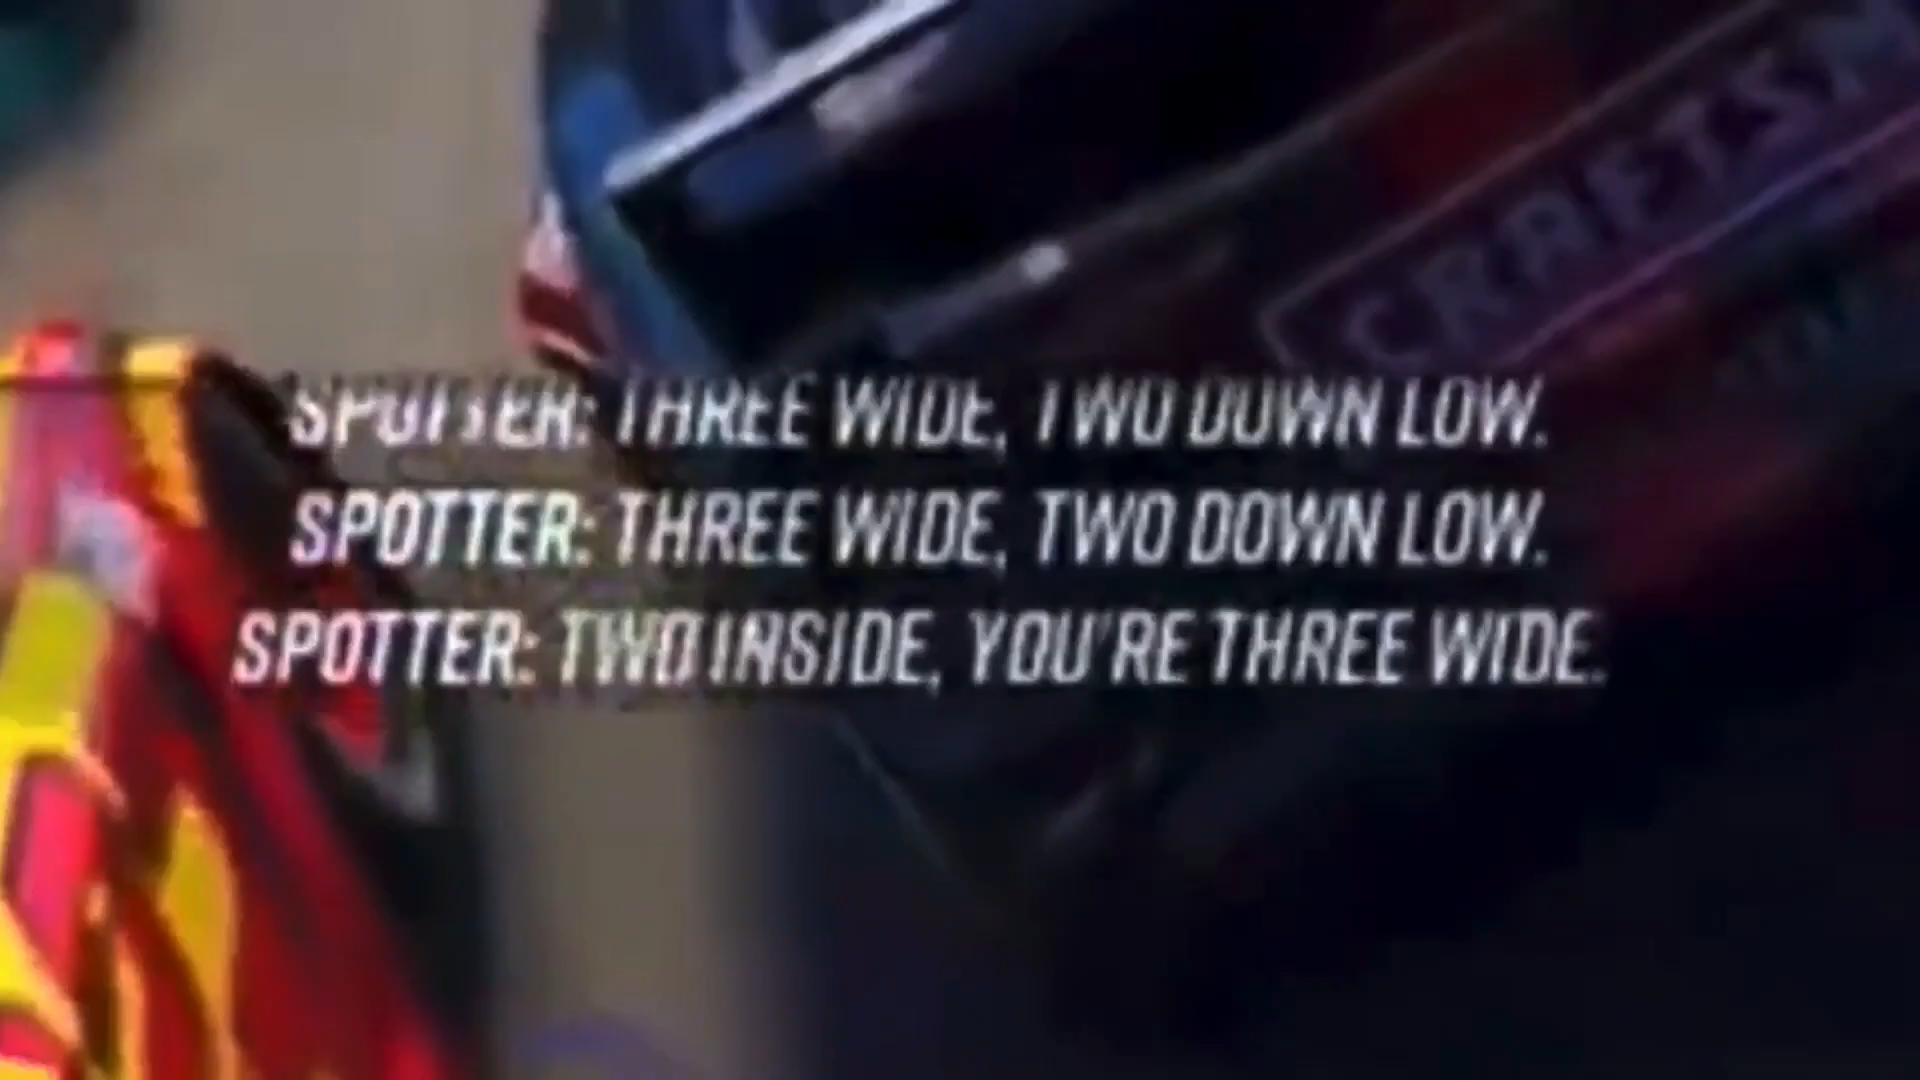 CRAFTSM
SPOTTER: THREE WIDE, TWO DOWN LOW.
SPOTTER: THREE WIDE, TWO DOWN LOW.
SPOTTER: TWO INSIDE, YOU'RE THREE WIDE.